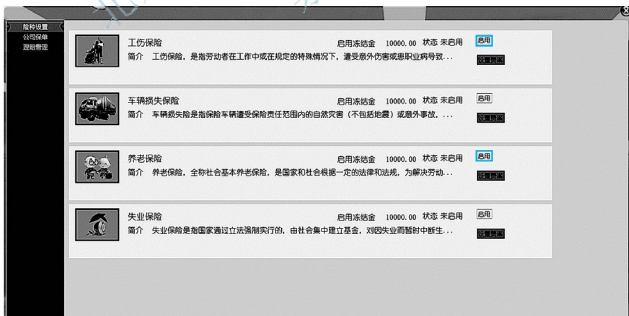 险种设置
公司保单
理赔管理
工伤保险 启用冻结金 10000.00 状态 未启用 启用
简介 工伤保险，是指劳动者在工作中或在规定的特殊情况下，遭受意外伤害或患职业病导致...
设置费率
车辆损失保险 启用冻结金 10000.00 状态 未启用 启用
简介 车辆损失险是指保险车辆遭受保险责任范围内的自然灾害（不包括地震）或意外事故，...
养老保险 启用冻结金 10000.00 状态 未启用 启用
简介 养老保险，全称社会基本养老保险，是国家和社会根据一定的法律和法规，为解决劳动...
失业保险 启用冻结金 10000.00 状态 未启用 启用
简介 失业保险是指国家通过立法强制实行的，由社会集中建立基金，对因失业而暂时中断生...